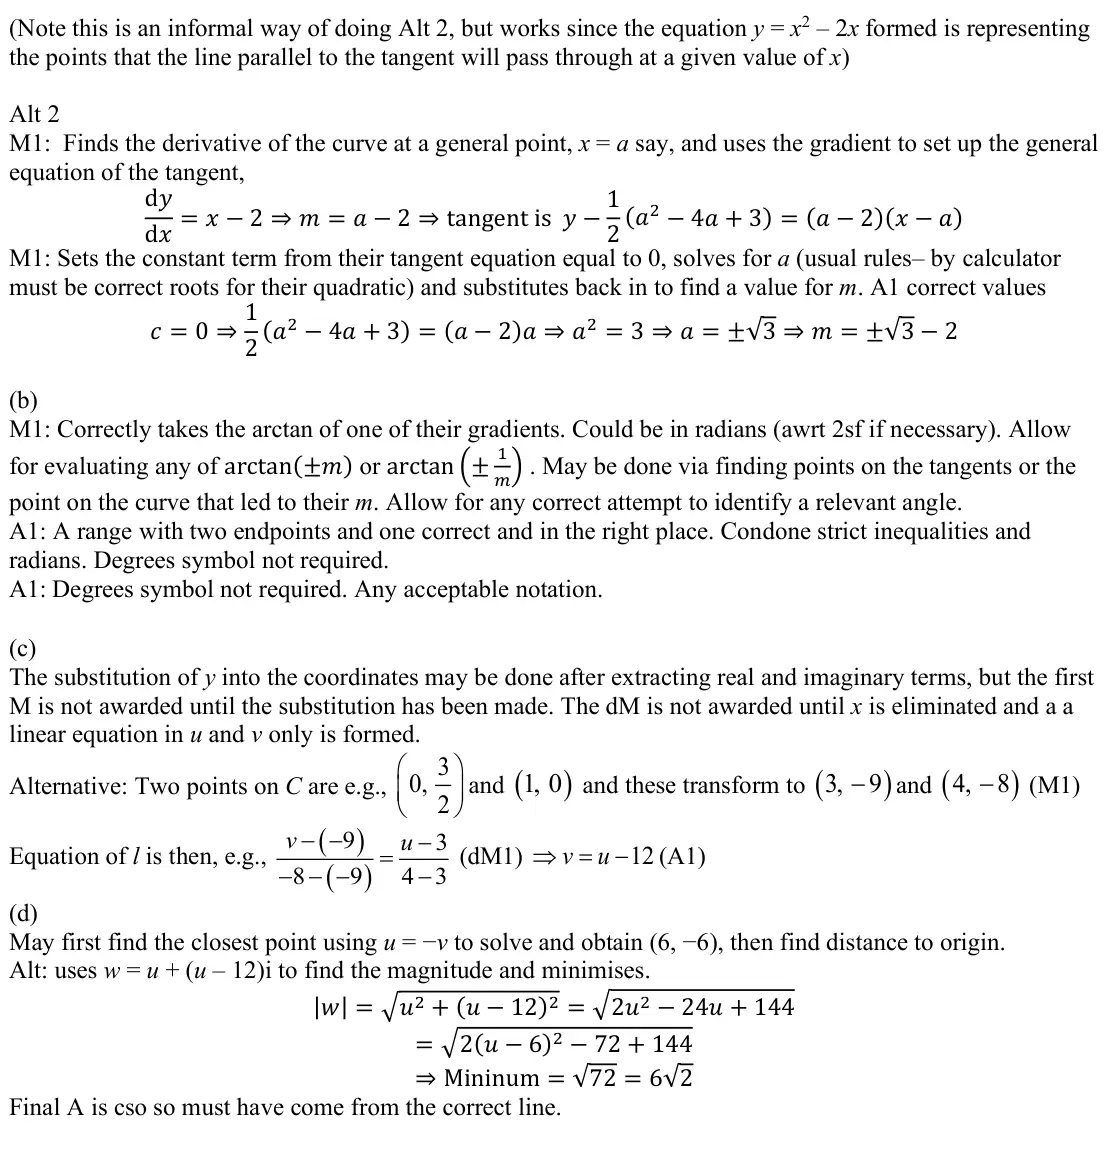 (Note this is an informal way of doing Alt 2, but works since the equation y = x² – 2x formed is representing
the points that the line parallel to the tangent will pass through at a given value of x)
Alt 2
M1:  Finds the derivative of the curve at a general point, x = a say, and uses the gradient to set up the general
equation of the tangent,
dy/dx = x − 2 ⇒ m = a − 2 ⇒ tangent is y − 1/2(a² − 4a + 3) = (a − 2)(x − a)
M1: Sets the constant term from their tangent equation equal to 0, solves for a (usual rules– by calculator
must be correct roots for their quadratic) and substitutes back in to find a value for m. A1 correct values
c = 0 ⇒ 1/2(a² − 4a + 3) = (a − 2)a ⇒ a² = 3 ⇒ a = ±√3 ⇒ m = ±√3 − 2
(b)
M1: Correctly takes the arctan of one of their gradients. Could be in radians (awrt 2sf if necessary). Allow
for evaluating any of arctan(±m) or arctan(±1/m). May be done via finding points on the tangents or the
point on the curve that led to their m. Allow for any correct attempt to identify a relevant angle.
A1: A range with two endpoints and one correct and in the right place. Condone strict inequalities and
radians. Degrees symbol not required.
A1: Degrees symbol not required. Any acceptable notation.
(c)
The substitution of y into the coordinates may be done after extracting real and imaginary terms, but the first
M is not awarded until the substitution has been made. The dM is not awarded until x is eliminated and a a
linear equation in u and v only is formed.
Alternative: Two points on C are e.g., (0, 3/2) and (1, 0) and these transform to (3, −9) and (4, −8) (M1)
Equation of l is then, e.g., (v−(−9))/(−8−(−9)) = (u−3)/(4−3) (dM1) ⇒ v = u −12 (A1)
(d)
May first find the closest point using u = −v to solve and obtain (6, −6), then find distance to origin.
Alt: uses w = u + (u – 12)i to find the magnitude and minimises.
|w| = √(u² + (u − 12)²) = √(2u² − 24u + 144)
= √(2(u − 6)² − 72 + 144)
⇒ Mininum = √72 = 6√2
Final A is cso so must have come from the correct line.